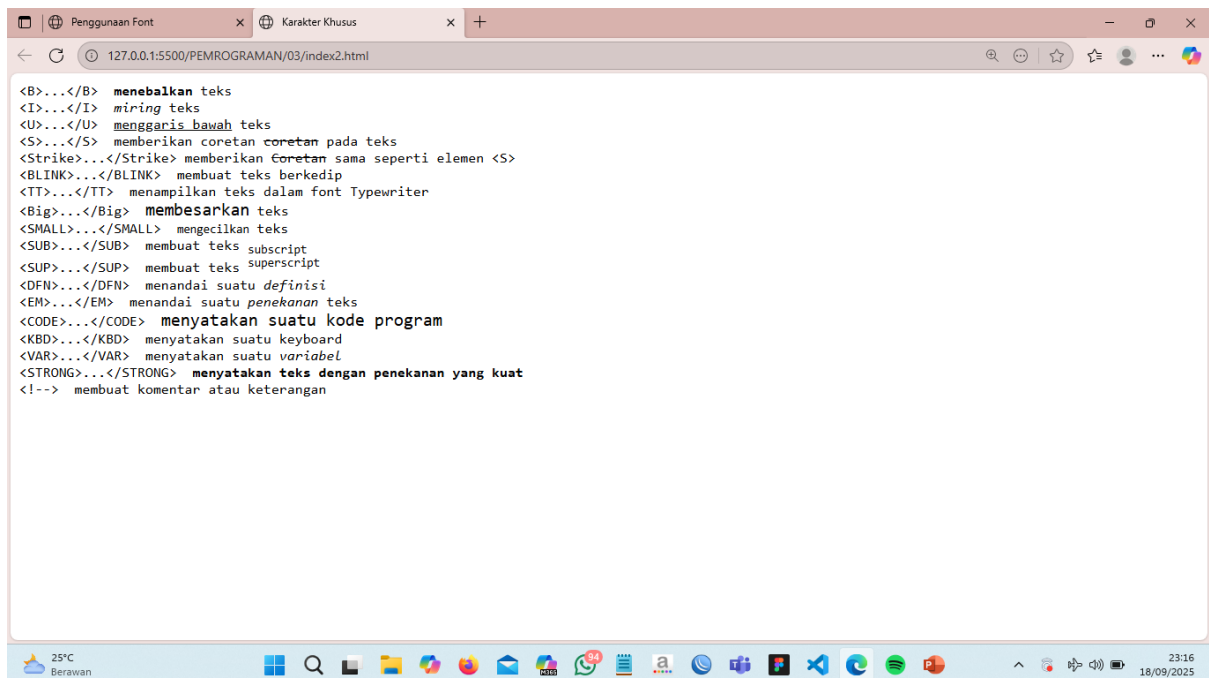 Penggunaan Font
Karakter Khusus
127.0.0.1:5500/PEMROGRAMAN/03/index2.html
<B>...</B> menebalkan teks
<I>...</I> miring teks
<U>...</U> menggaris bawah teks
<S>...</S> memberikan coretan coretan pada teks
<Strike>...</Strike> memberikan Coretan sama seperti elemen <S>
<BLINK>...</BLINK> membuat teks berkedip
<TT>...</TT> menampilkan teks dalam font Typewriter
<Big>...</Big> membesarkan teks
<SMALL>...</SMALL> mengecilkan teks
<SUB>...</SUB> membuat teks subscript
<SUP>...</SUP> membuat teks superscript
<DFN>...</DFN> menandai suatu definisi
<EM>...</EM> menandai suatu penekanan teks
<CODE>...</CODE> menyatakan suatu kode program
<KBD>...</KBD> menyatakan suatu keyboard
<VAR>...</VAR> menyatakan suatu variabel
<STRONG>...</STRONG> menyatakan teks dengan penekanan yang kuat
<!--> membuat komentar atau keterangan
25°C
Berawan
M365
94
a
23:16
18/09/2025